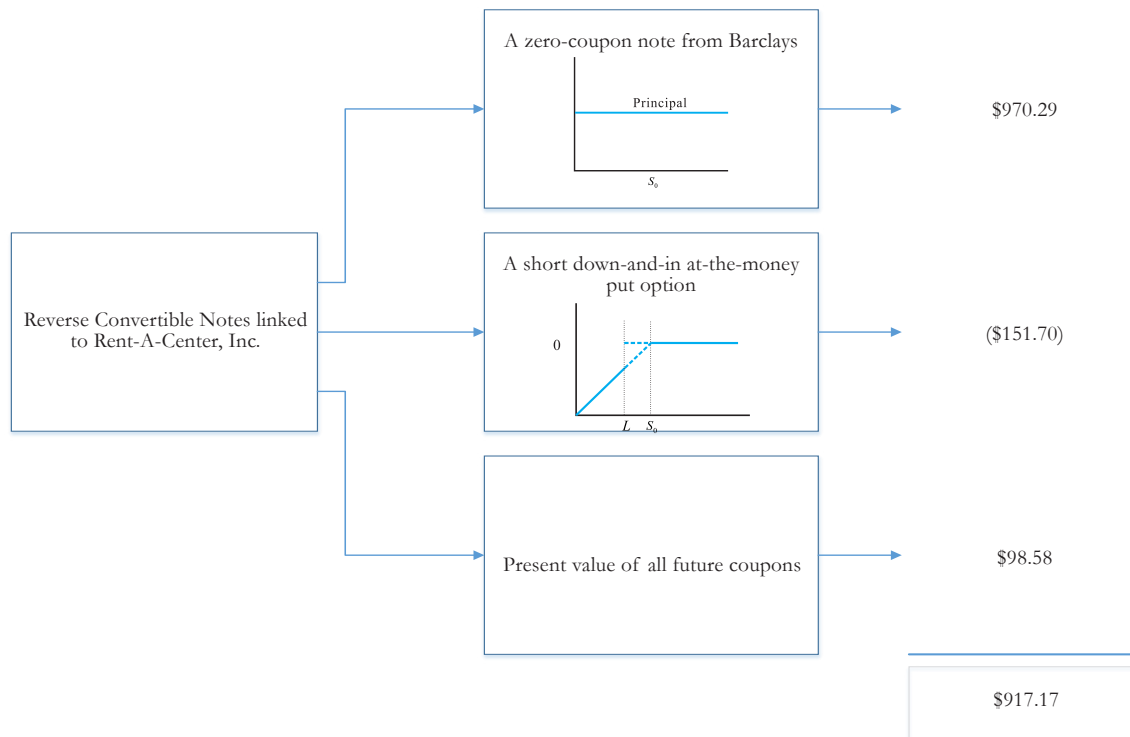 A zero-coupon note from Barclays
Principal
S₀
$970.29
Reverse Convertible Notes linked
to Rent-A-Center, Inc.
A short down-and-in at-the-money
put option
0
L S₀
($151.70)
Present value of all future coupons
$98.58
$917.17